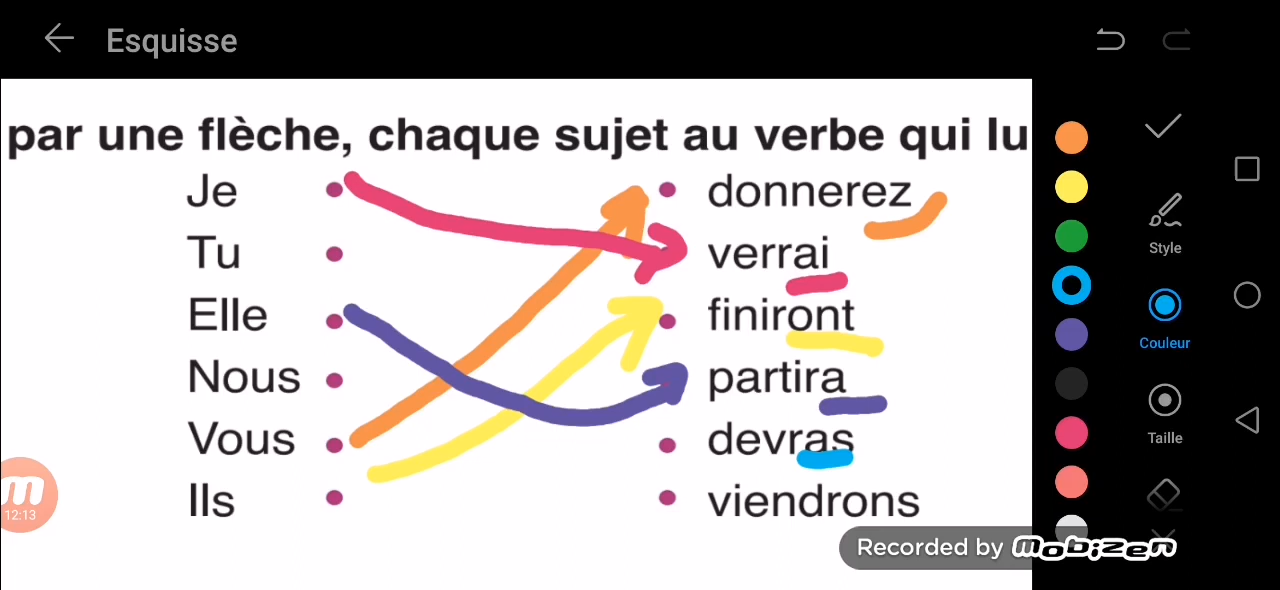 Esquisse
par une flèche, chaque sujet au verbe qui lu
Je donnerez
Tu verrai
Elle finiront
Nous partira
Vous devras
Ils viendrons
Style
Couleur
Taille
m
12:13
Recorded by mobizen